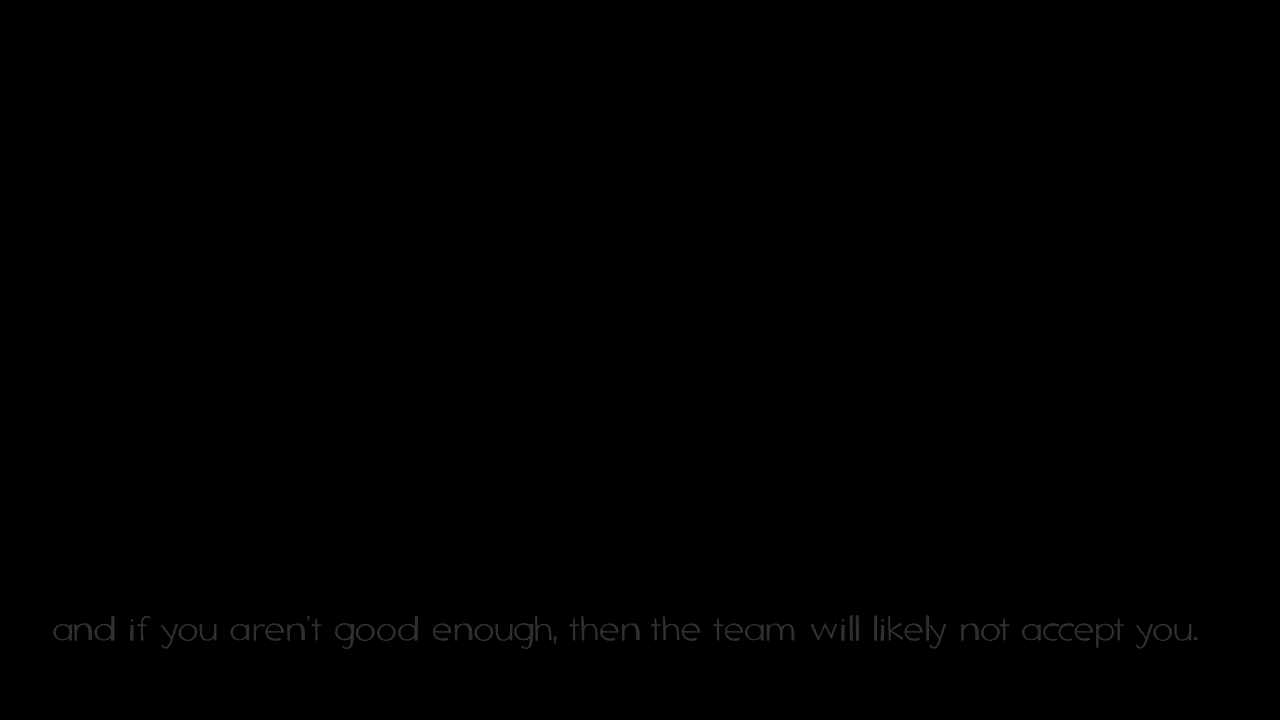 and if you aren't good enough, then the team will likely not accept you.